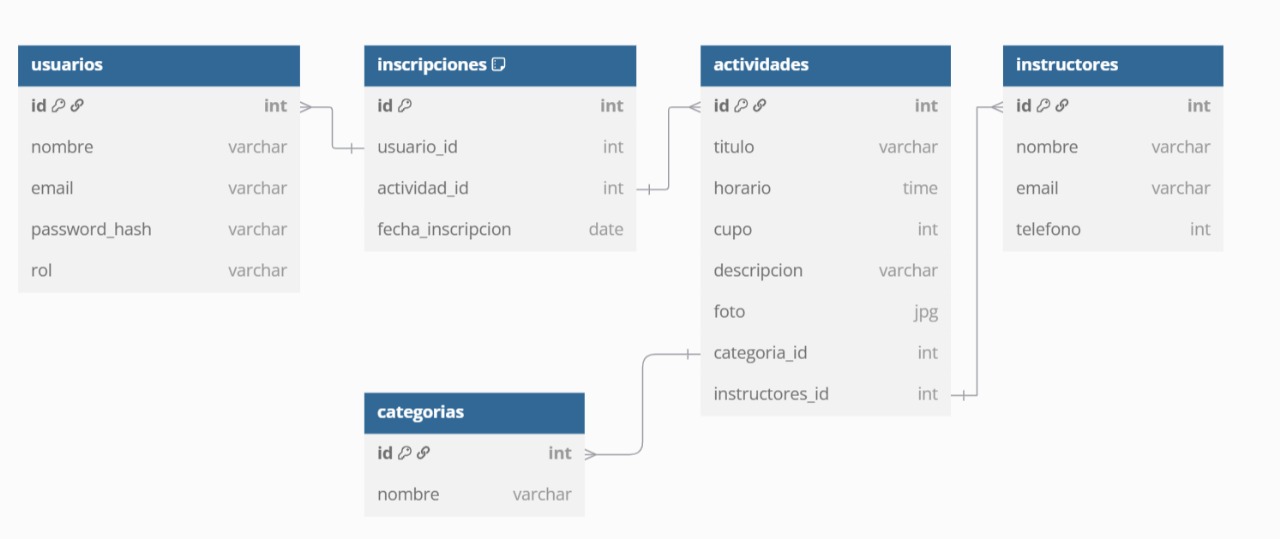 usuarios
id int
nombre varchar
email varchar
password_hash varchar
rol varchar
inscripciones
id int
usuario_id int
actividad_id int
fecha_inscripcion date
actividades
id int
titulo varchar
horario time
cupo int
descripcion varchar
foto jpg
categoria_id int
instructores_id int
instructores
id int
nombre varchar
email varchar
telefono int
categorias
id int
nombre varchar